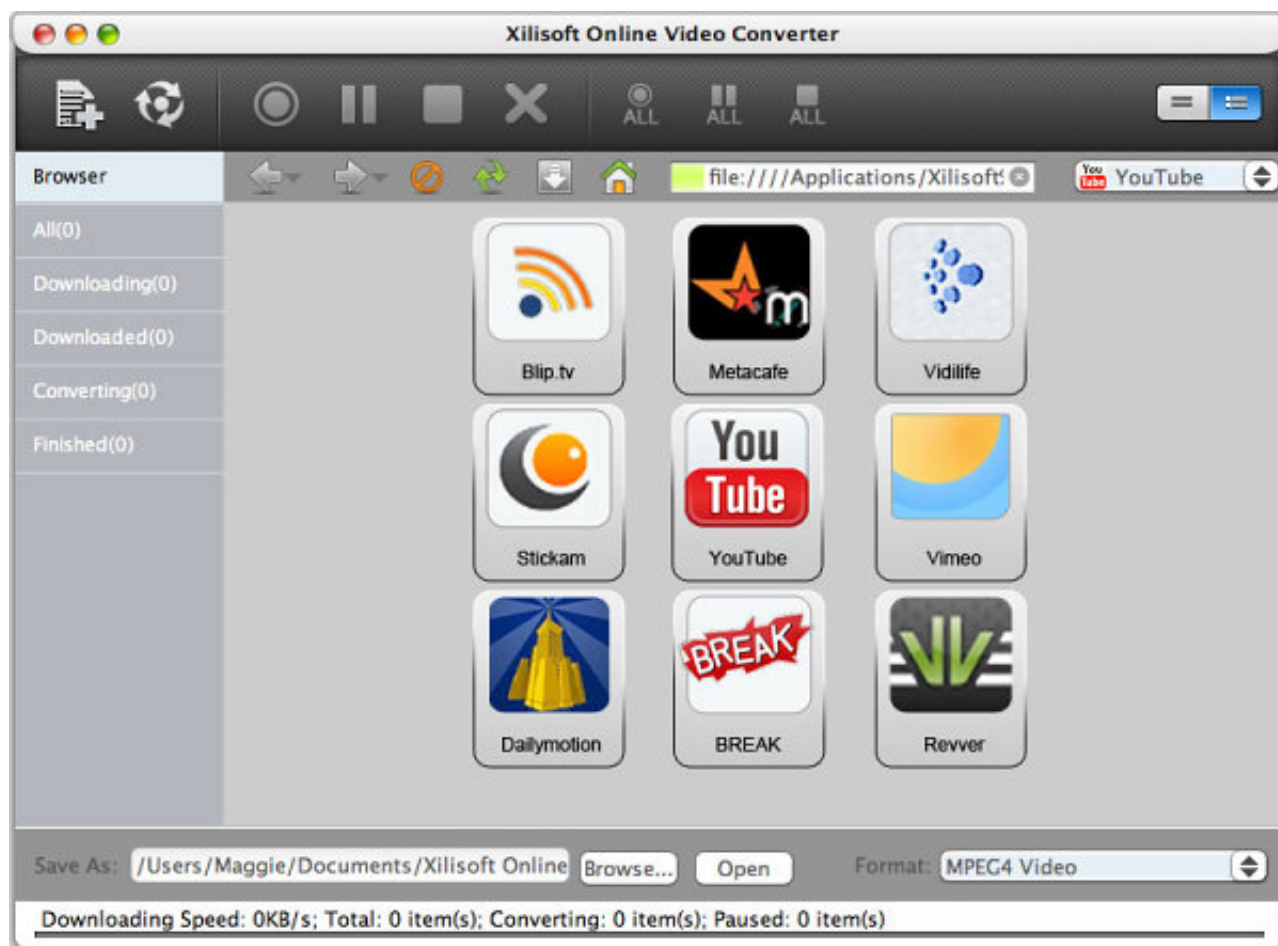 Xilisoft Online Video Converter
ALL ALL ALL
Browser
file:////Applications/Xilisoft
You Tube YouTube
All(0)
Downloading(0)
Downloaded(0)
Converting(0)
Finished(0)
m
Blip.tv Metacafe Vidilife
You
Tube
Stickam YouTube Vimeo
BREAK
Dailymotion BREAK Revver
Save As: /Users/Maggie/Documents/Xilisoft Online Browse... Open Format: MPEG4 Video
Downloading Speed: 0KB/s; Total: 0 item(s); Converting: 0 item(s); Paused: 0 item(s)